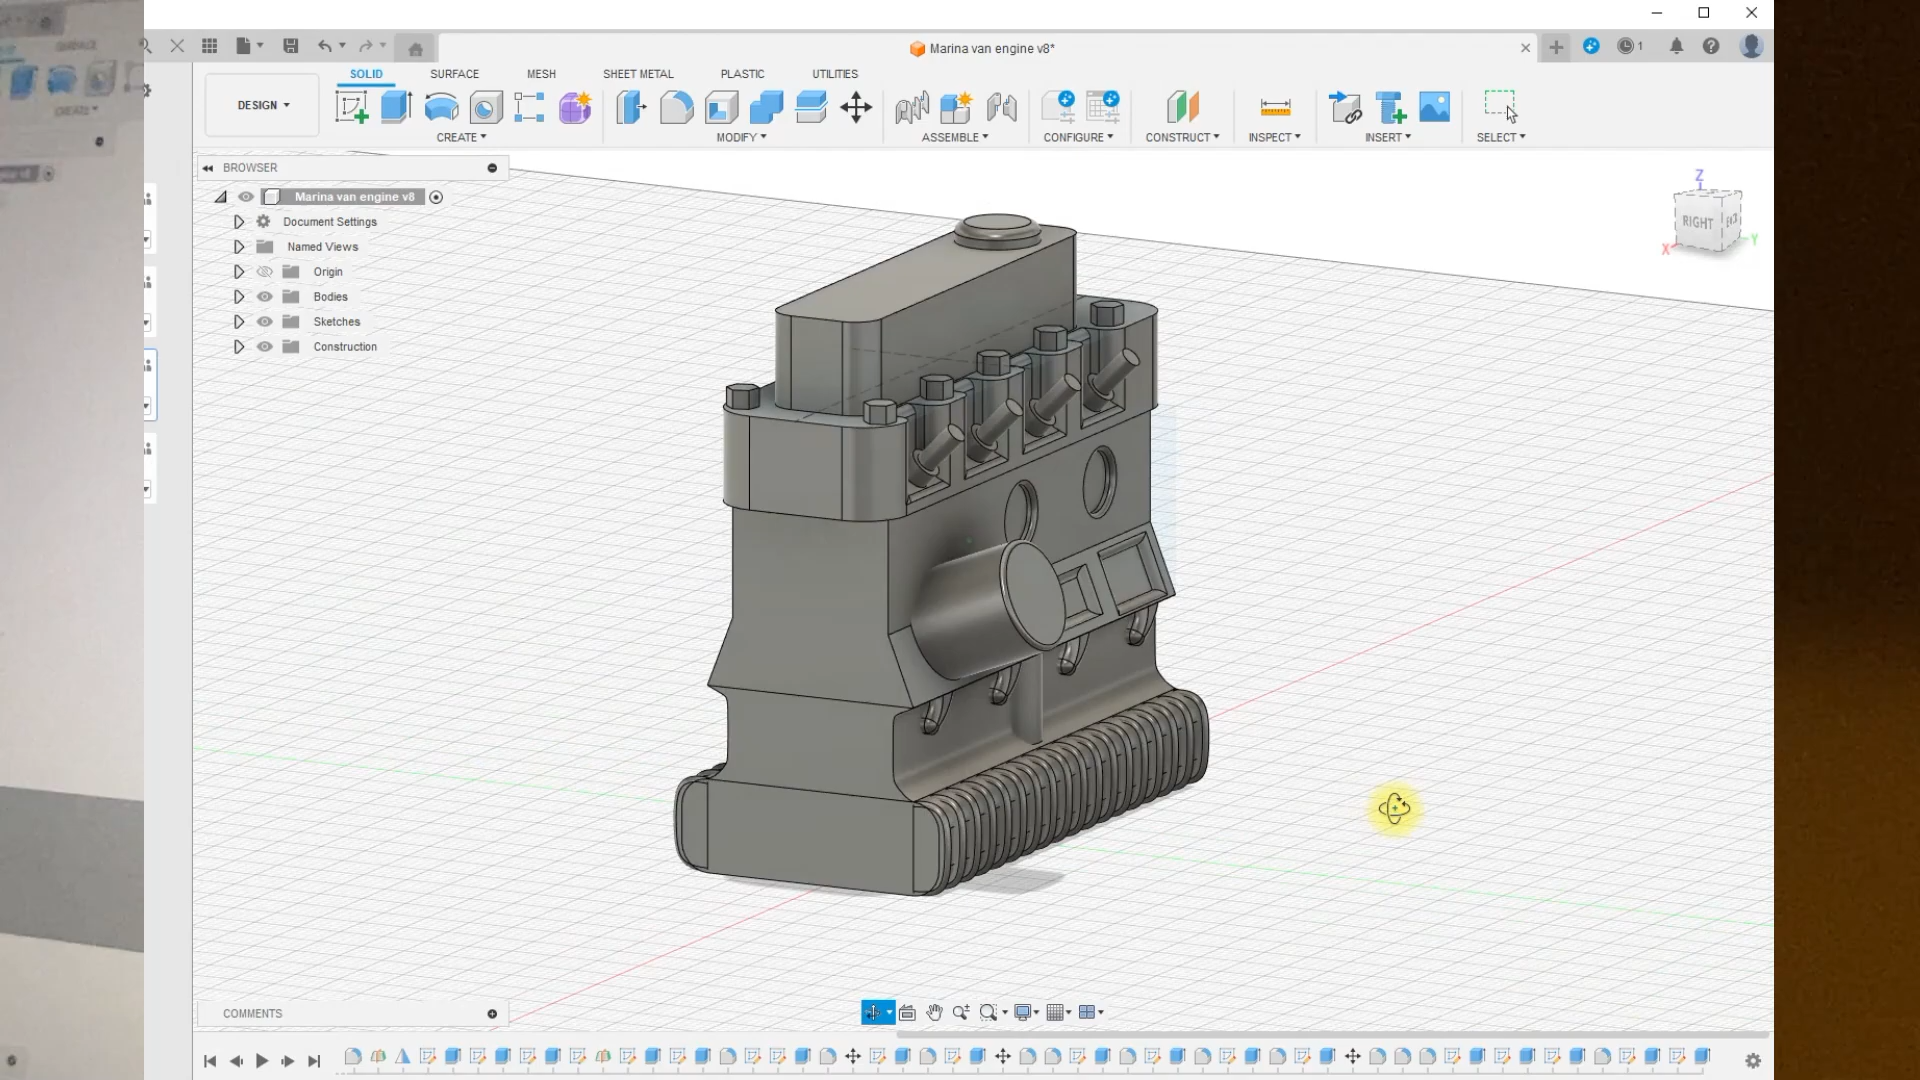 Marina van engine v8*
1
SOLID SURFACE MESH SHEET METAL PLASTIC UTILITIES
DESIGN
CREATE MODIFY ASSEMBLE CONFIGURE CONSTRUCT INSPECT INSERT SELECT
BROWSER
Marina van engine v8
Document Settings
Named Views
Origin
Bodies
Sketches
Construction
Z
RIGHT
X
Y
COMMENTS